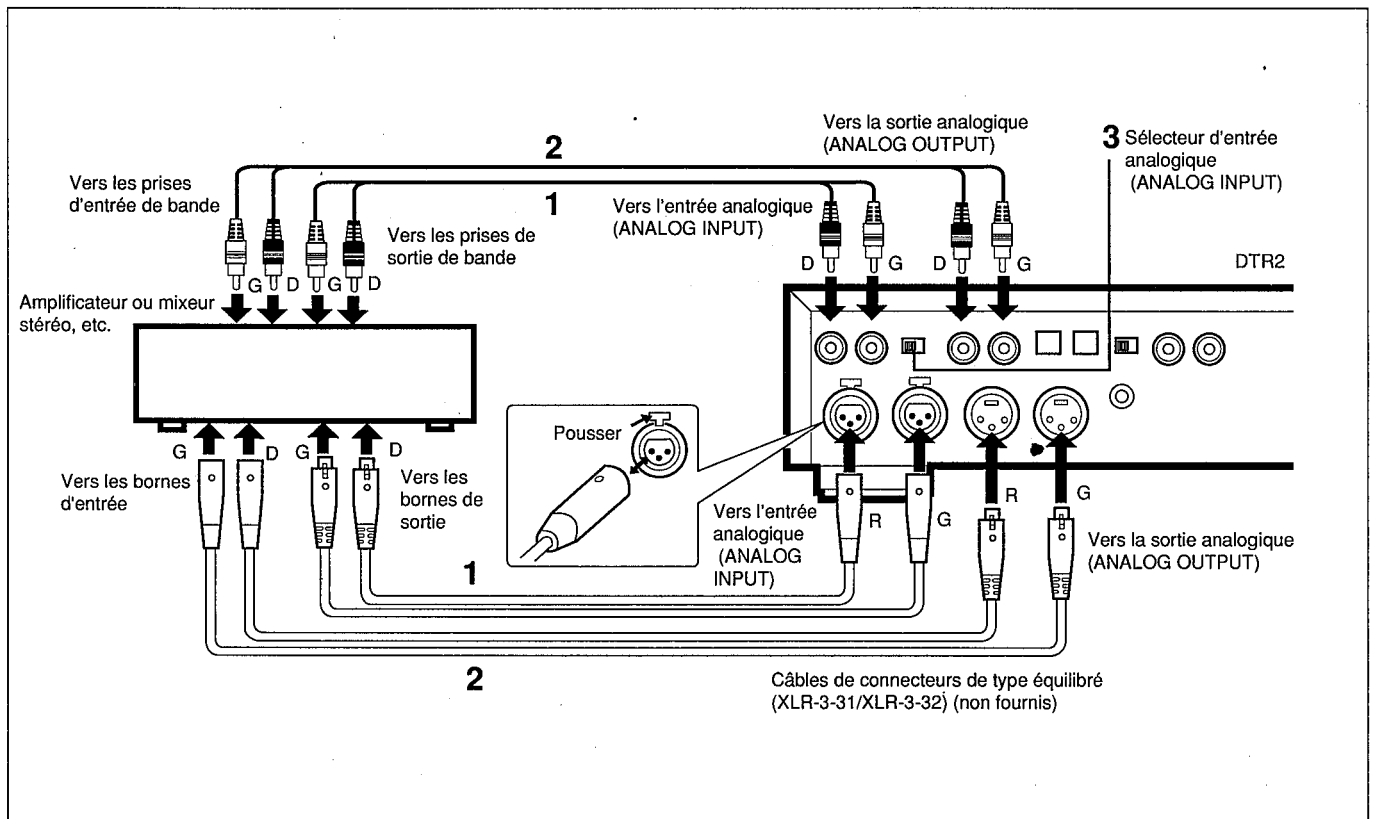 2
Vers la sortie analogique
(ANALOG OUTPUT)
3 Sélecteur d'entrée
analogique
(ANALOG INPUT)
Vers les prises
d'entrée de bande
1
Vers l'entrée analogique
(ANALOG INPUT)
Vers les prises de
sortie de bande
G D G D
D G D G
DTR2
Amplificateur ou mixeur
stéréo, etc.
Pousser
G D G D
Vers les bornes
d'entrée
Vers les
bornes de
sortie
Vers l'entrée
analogique
(ANALOG
INPUT)
R G R G
Vers la sortie analogique
(ANALOG OUTPUT)
1
2
Câbles de connecteurs de type équilibré
(XLR-3-31/XLR-3-32) (non fournis)